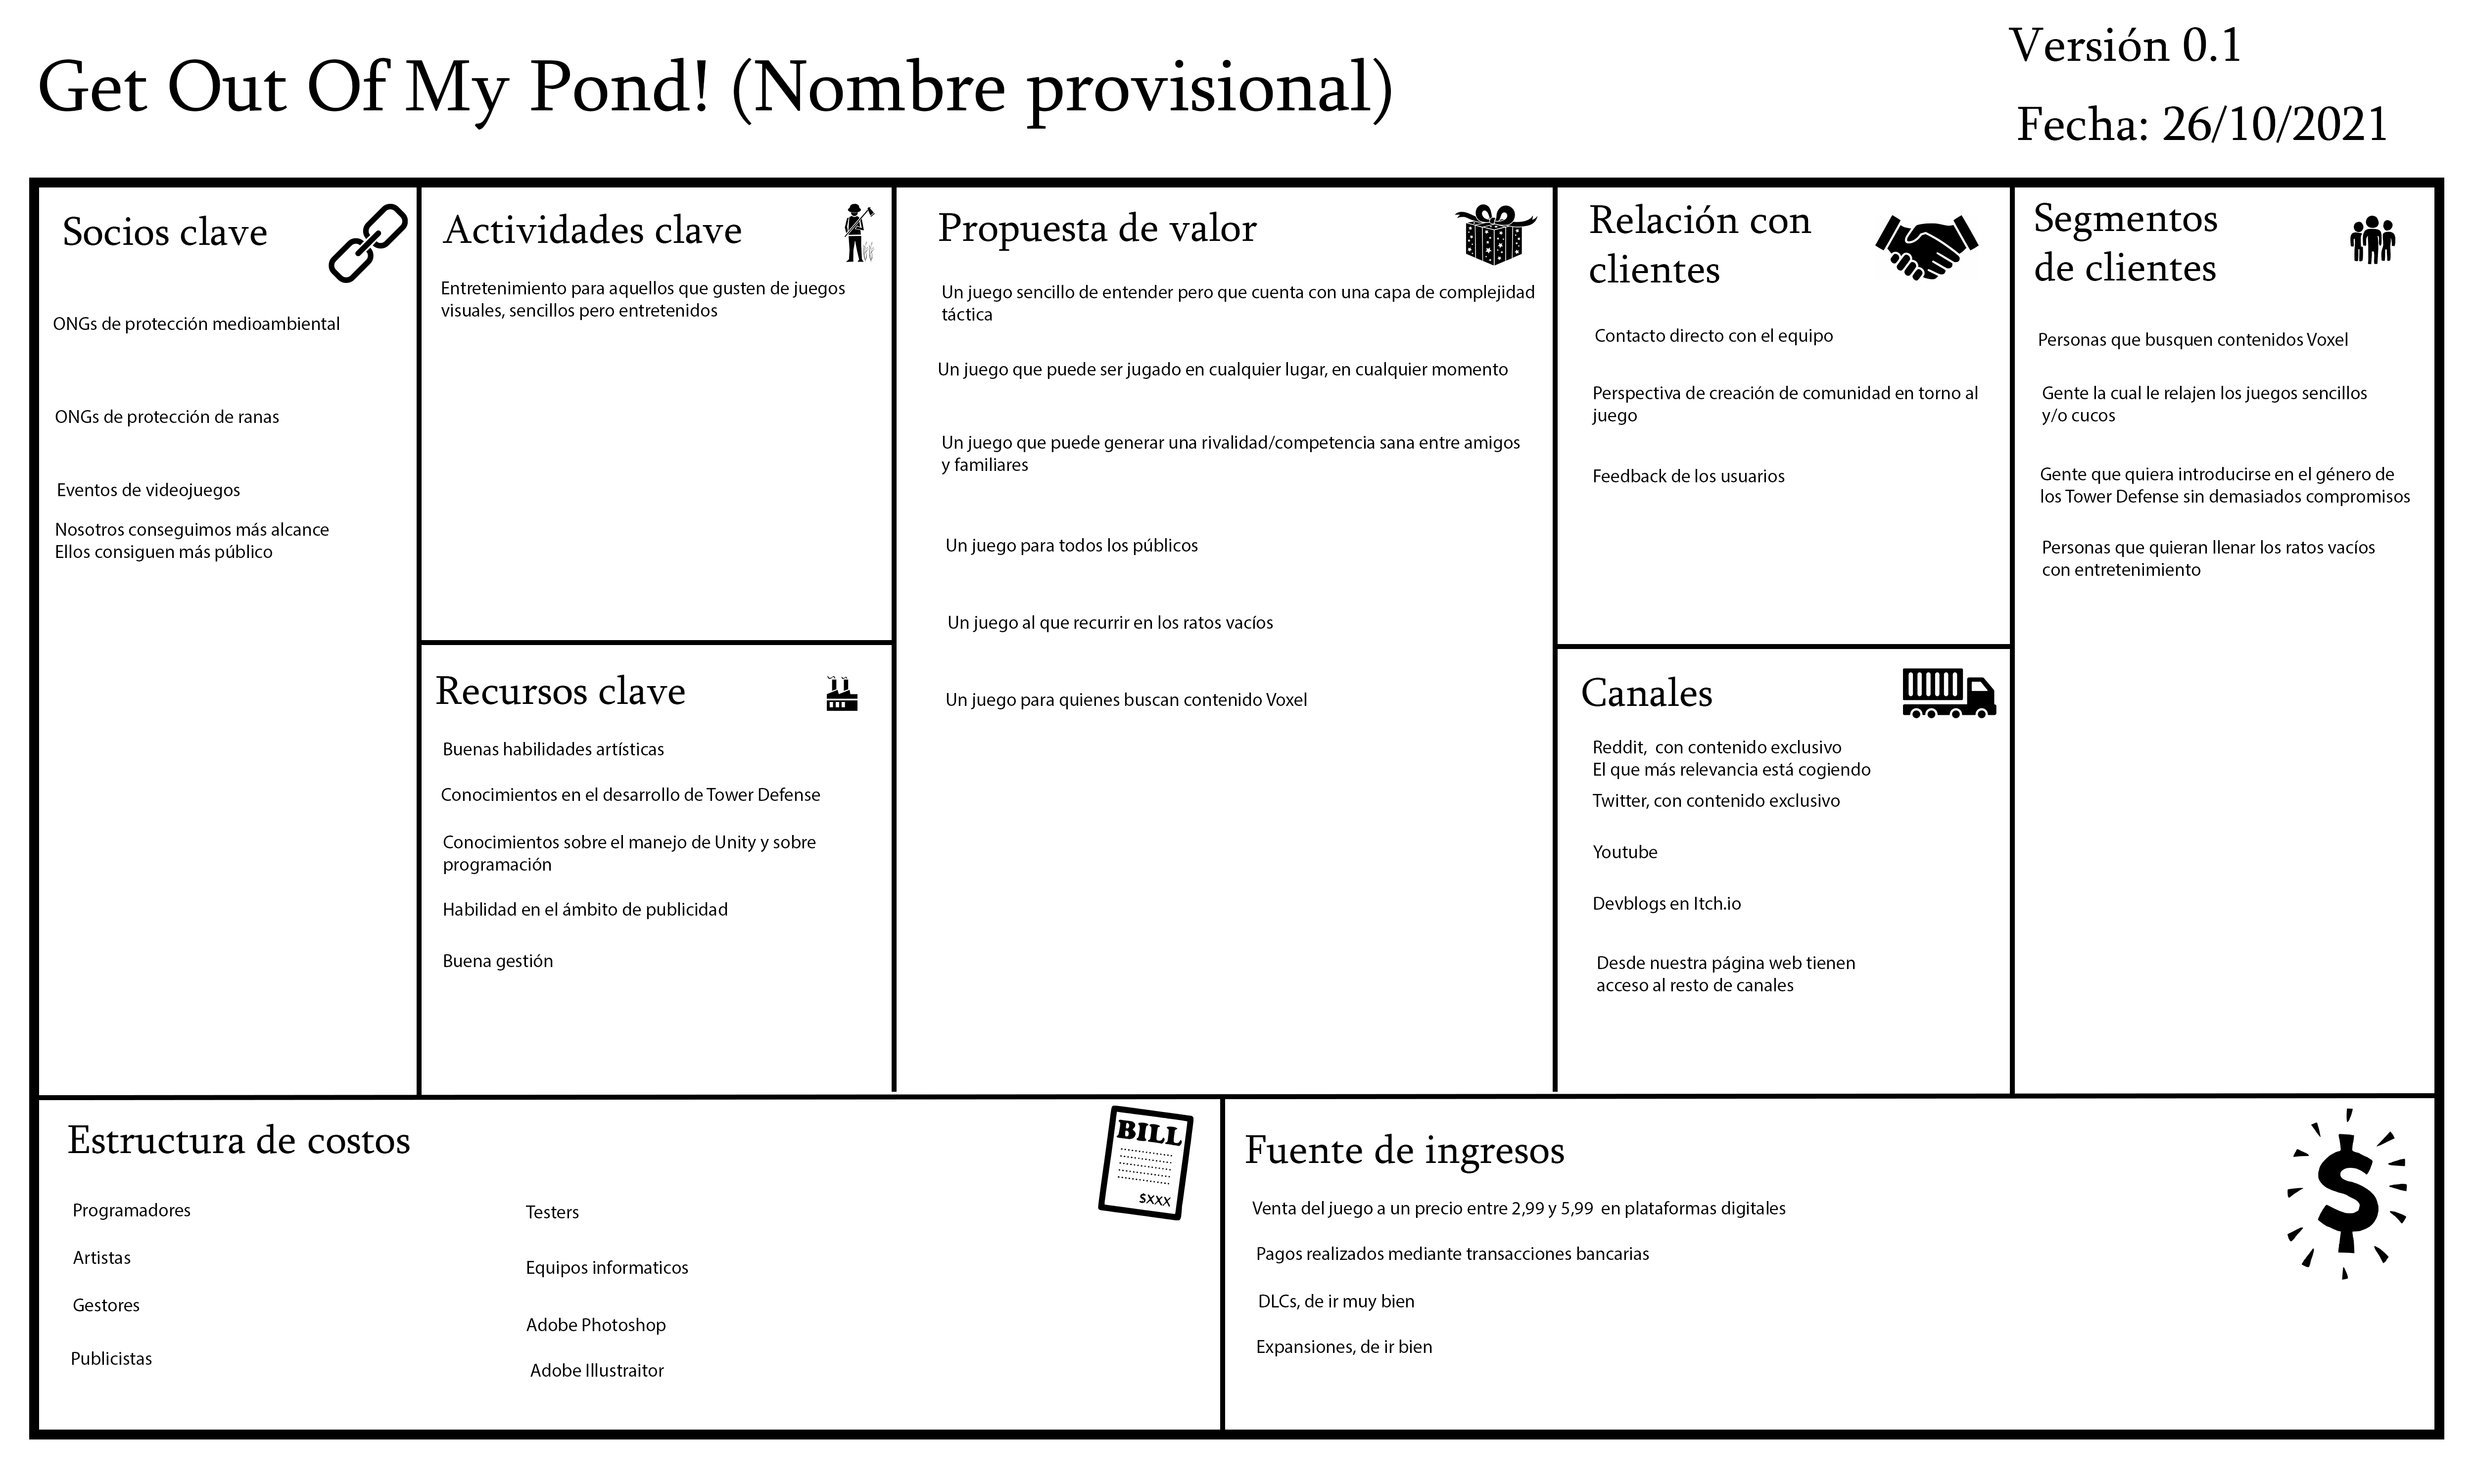 Get Out Of My Pond! (Nombre provisional)
Versión 0.1
Fecha: 26/10/2021
Socios clave
ONGs de protección medioambiental
ONGs de protección de ranas
Eventos de videojuegos
Nosotros conseguimos más alcance
Ellos consiguen más público
Actividades clave
Entretenimiento para aquellos que gusten de juegos
visuales, sencillos pero entretenidos
Recursos clave
Buenas habilidades artísticas
Conocimientos en el desarrollo de Tower Defense
Conocimientos sobre el manejo de Unity y sobre
programación
Habilidad en el ámbito de publicidad
Buena gestión
Propuesta de valor
Un juego sencillo de entender pero que cuenta con una capa de complejidad
táctica
Un juego que puede ser jugado en cualquier lugar, en cualquier momento
Un juego que puede generar una rivalidad/competencia sana entre amigos
y familiares
Un juego para todos los públicos
Un juego al que recurrir en los ratos vacíos
Un juego para quienes buscan contenido Voxel
Relación con
clientes
Contacto directo con el equipo
Perspectiva de creación de comunidad en torno al
juego
Feedback de los usuarios
Canales
Reddit,  con contenido exclusivo
El que más relevancia está cogiendo
Twitter, con contenido exclusivo
Youtube
Devblogs en Itch.io
Desde nuestra página web tienen
acceso al resto de canales
Segmentos
de clientes
Personas que busquen contenidos Voxel
Gente la cual le relajen los juegos sencillos
y/o cucos
Gente que quiera introducirse en el género de
los Tower Defense sin demasiados compromisos
Personas que quieran llenar los ratos vacíos
con entretenimiento
Estructura de costos
Programadores
Artistas
Gestores
Publicistas
Testers
Equipos informaticos
Adobe Photoshop
Adobe Illustraitor
BILL
$XXX
Fuente de ingresos
Venta del juego a un precio entre 2,99 y 5,99  en plataformas digitales
Pagos realizados mediante transacciones bancarias
DLCs, de ir muy bien
Expansiones, de ir bien
$